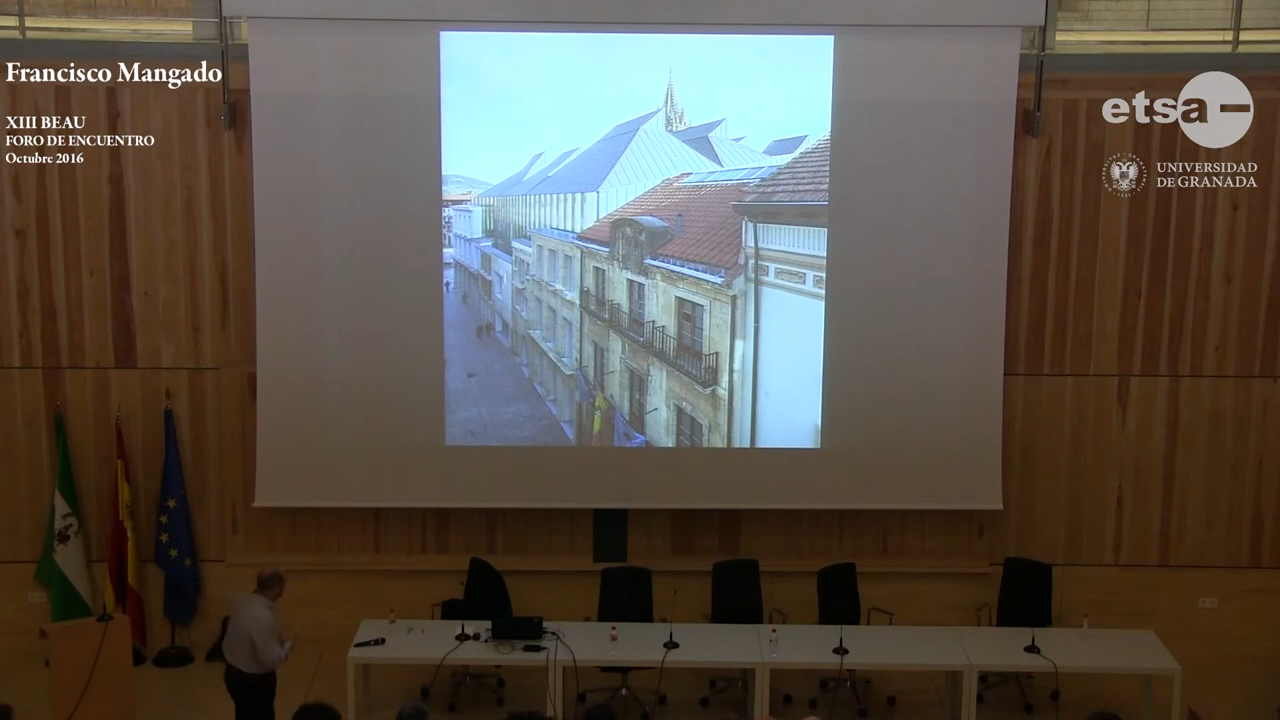 Francisco Mangado
XIII BEAU
FORO DE ENCUENTRO
Octubre 2016
etsa
UNIVERSIDAD
DE GRANADA